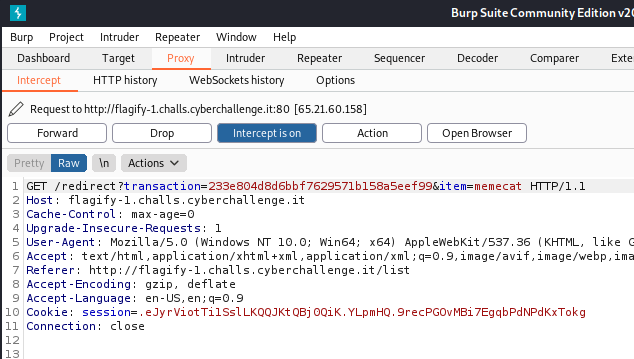 Burp Suite Community Edition v20
Burp Project Intruder Repeater Window Help
Dashboard Target Proxy Intruder Repeater Sequencer Decoder Comparer Exte
Intercept HTTP history WebSockets history Options
Request to http://flagify-1.challs.cyberchallenge.it:80 [65.21.60.158]
Forward Drop Intercept is on Action Open Browser
Pretty Raw \n Actions
1 GET /redirect?transaction=233e804d8d6bbf7629571b158a5eef99&item=memecat HTTP/1.1
2 Host: flagify-1.challs.cyberchallenge.it
3 Cache-Control: max-age=0
4 Upgrade-Insecure-Requests: 1
5 User-Agent: Mozilla/5.0 (Windows NT 10.0; Win64; x64) AppleWebKit/537.36 (KHTML, like G
6 Accept: text/html,application/xhtml+xml,application/xml;q=0.9,image/avif,image/webp,ima
7 Referer: http://flagify-1.challs.cyberchallenge.it/list
8 Accept-Encoding: gzip, deflate
9 Accept-Language: en-US,en;q=0.9
10 Cookie: session=.eJyrViotTi1SslLKQQJKtQBjOQiK.YLpmHQ.9recPGOvMBi7EgqbPdNPdKxTokg
11 Connection: close
12
13